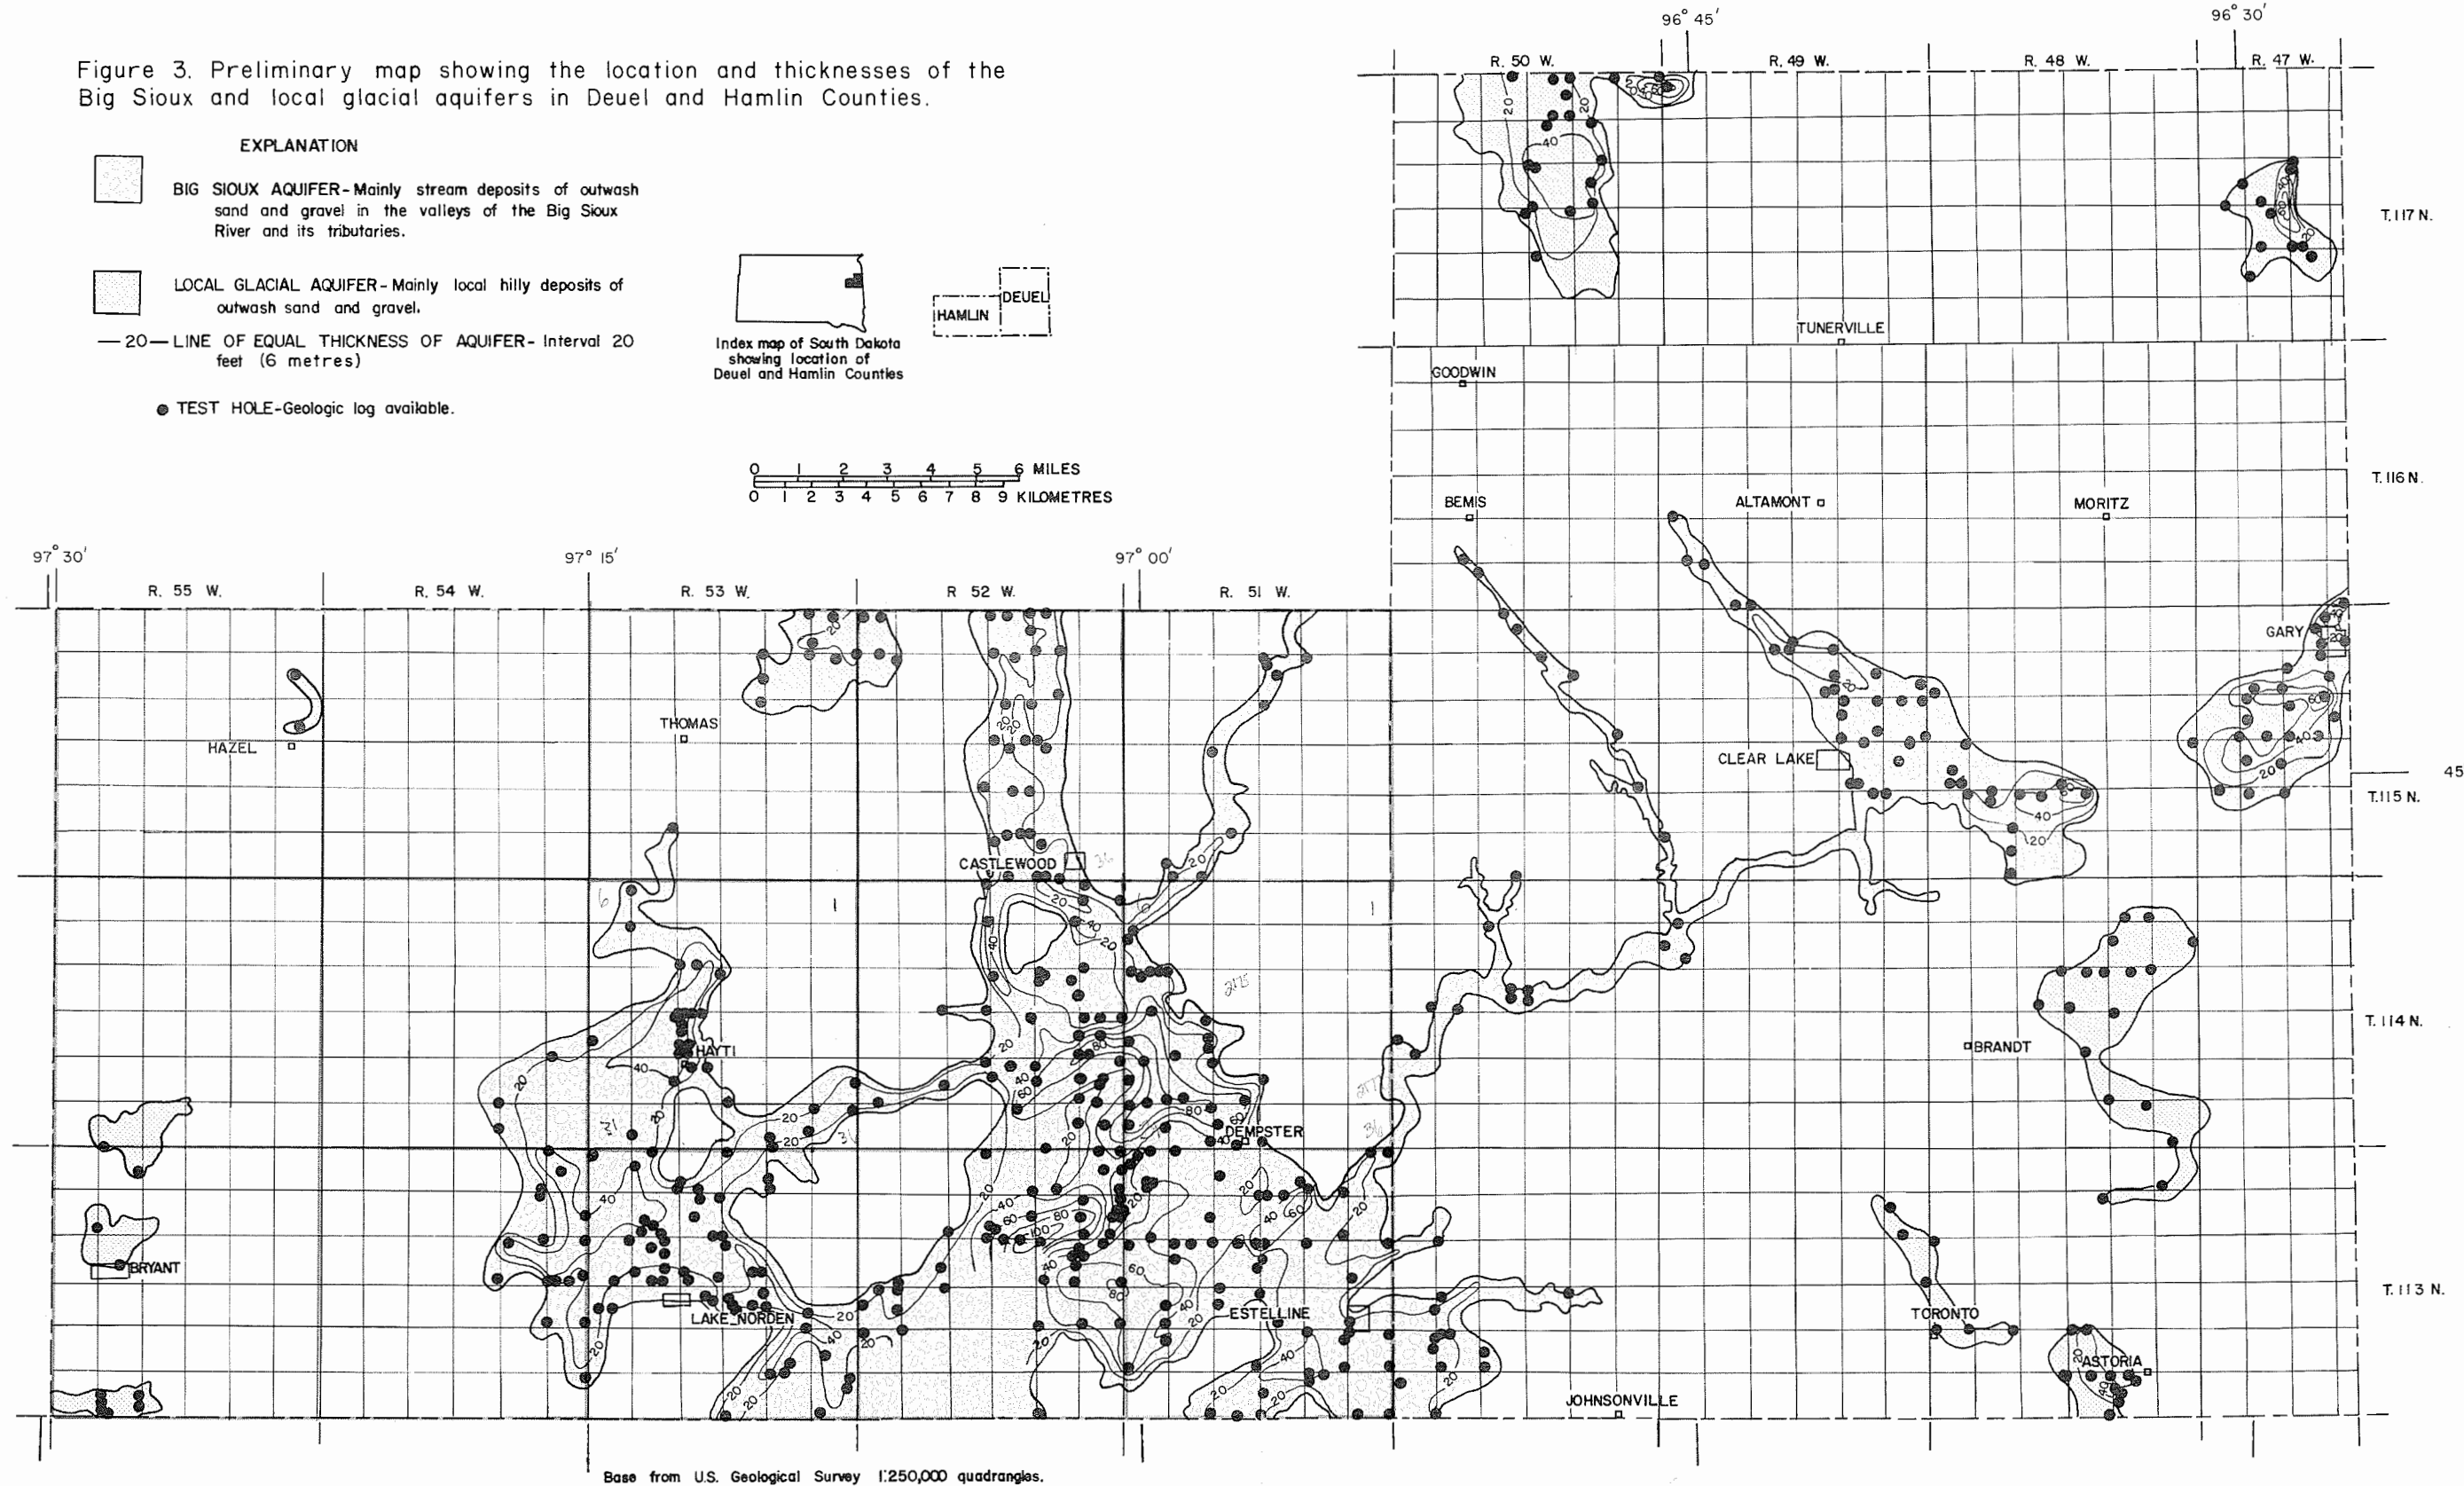 Figure 3. Preliminary map showing the location and thicknesses of the
Big Sioux and local glacial aquifers in Deuel and Hamlin Counties.
EXPLANATION
BIG SIOUX AQUIFER-Mainly stream deposits of outwash
sand and gravel in the valleys of the Big Sioux
River and its tributaries.
LOCAL GLACIAL AQUIFER-Mainly local hilly deposits of
outwash sand and gravel.
—20—LINE OF EQUAL THICKNESS OF AQUIFER- Interval 20
feet (6 metres)
TEST HOLE-Geologic log available.
HAMLIN
DEUEL
Index map of South Dakota
showing location of
Deuel and Hamlin Counties
0 1 2 3 4 5 6 MILES
0 1 2 3 4 5 6 7 8 9 KILOMETRES
96° 45'
96° 30'
R. 50 W.
R. 49 W.
R. 48 W.
R. 47 W.
T.117 N.
TUNERVILLE
GOODWIN
T.116 N.
BEMIS
ALTAMONT
MORITZ
97° 30'
97° 15'
97° 00'
R. 55 W.
R. 54 W.
R. 53 W.
R 52 W.
R. 51 W.
GARY
THOMAS
HAZEL
CLEAR LAKE
45
T.115 N.
CASTLEWOOD
T. 114 N.
HAYTI
BRANDT
DEMPSTER
BRYANT
T. 113 N.
LAKE NORDEN
ESTELLINE
TORONTO
ASTORIA
JOHNSONVILLE
Base from U.S. Geological Survey 1:250,000 quadrangles.